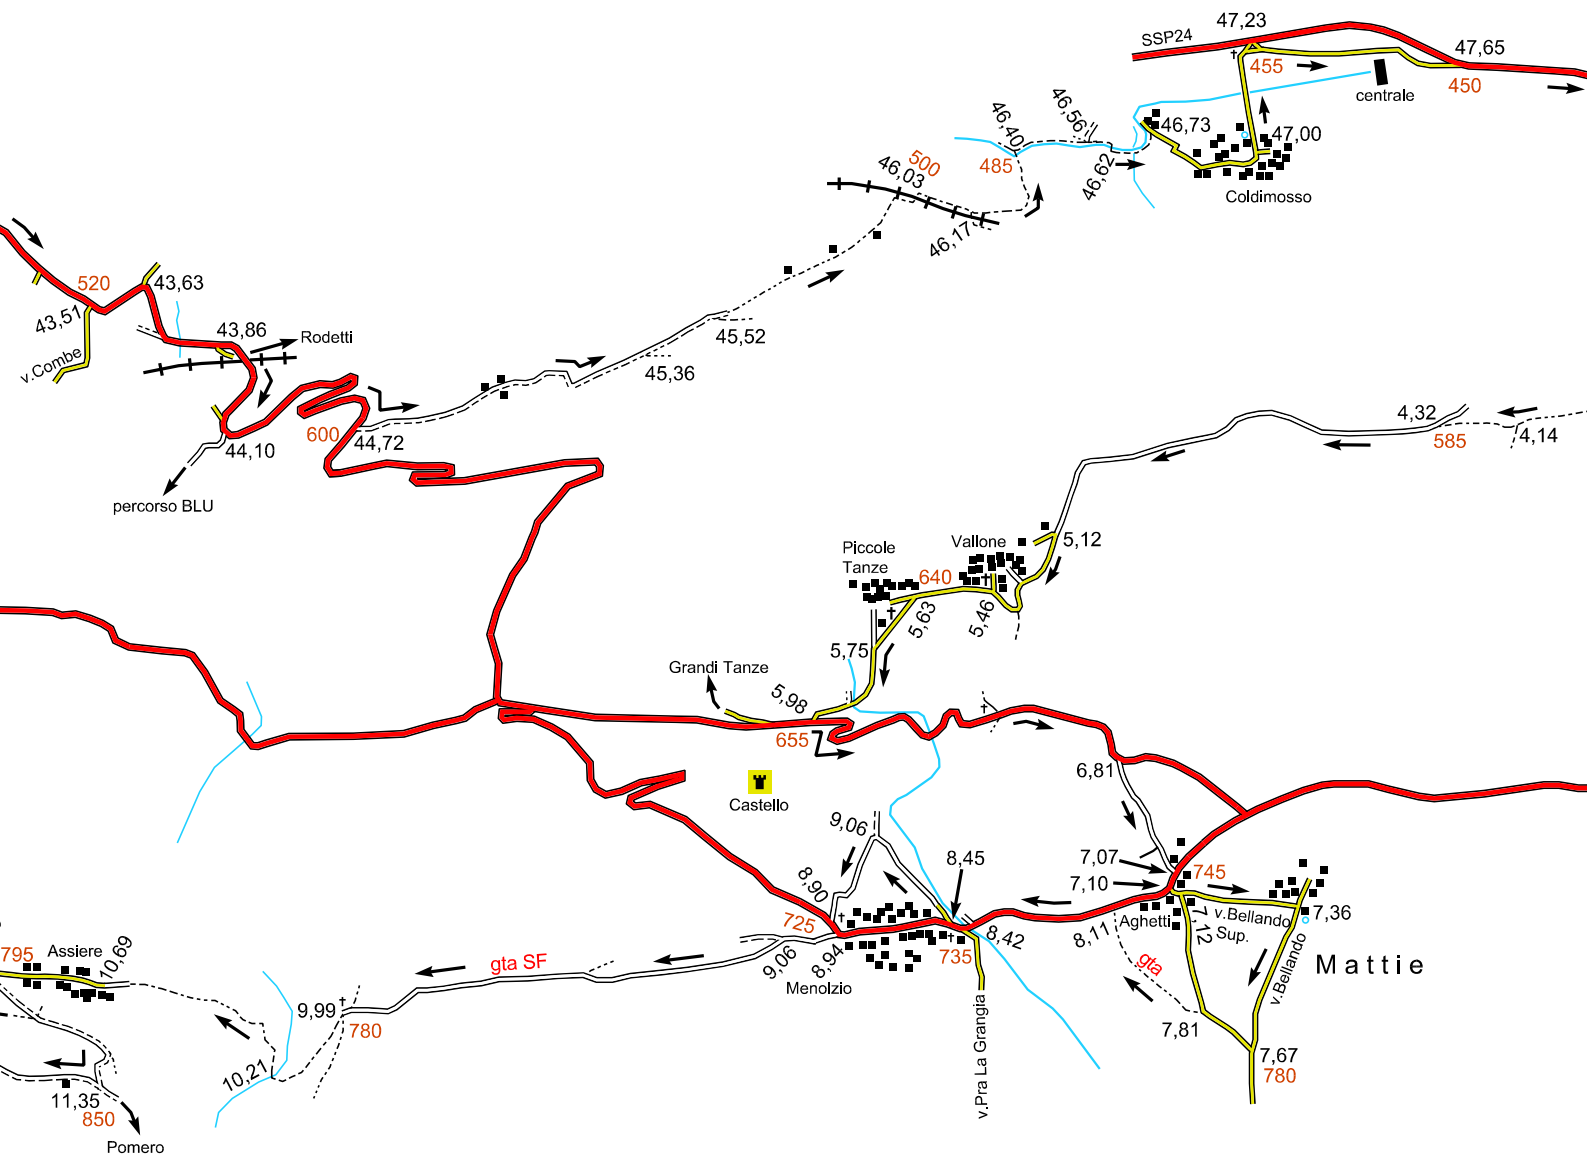 47,23
SSP24
47,65
455
450
centrale
46,56
46,40
46,73
47,00
500
46,03
485
46,62
Coldimosso
46,17
520
43,63
43,51
43,86
Rodetti
v.Combe
45,52
45,36
600
44,10
44,72
4,32
585
4,14
percorso BLU
5,12
Piccole
Tanze
Vallone
640
5,63
5,46
5,75
Grandi Tanze
5,98
655
6,81
Castello
9,06
8,45
7,07
7,10
745
8,90
725
Aghetti
v.Bellando
Sup.
7,12
7,36
8,11
8,42
735
v.Bellando
Mattie
795
Assiere
10,69
gta SF
9,06
8,94
Menolzio
gta
9,99
780
7,81
v.Pra La Grangia
7,67
780
10,21
11,35
850
Pomero